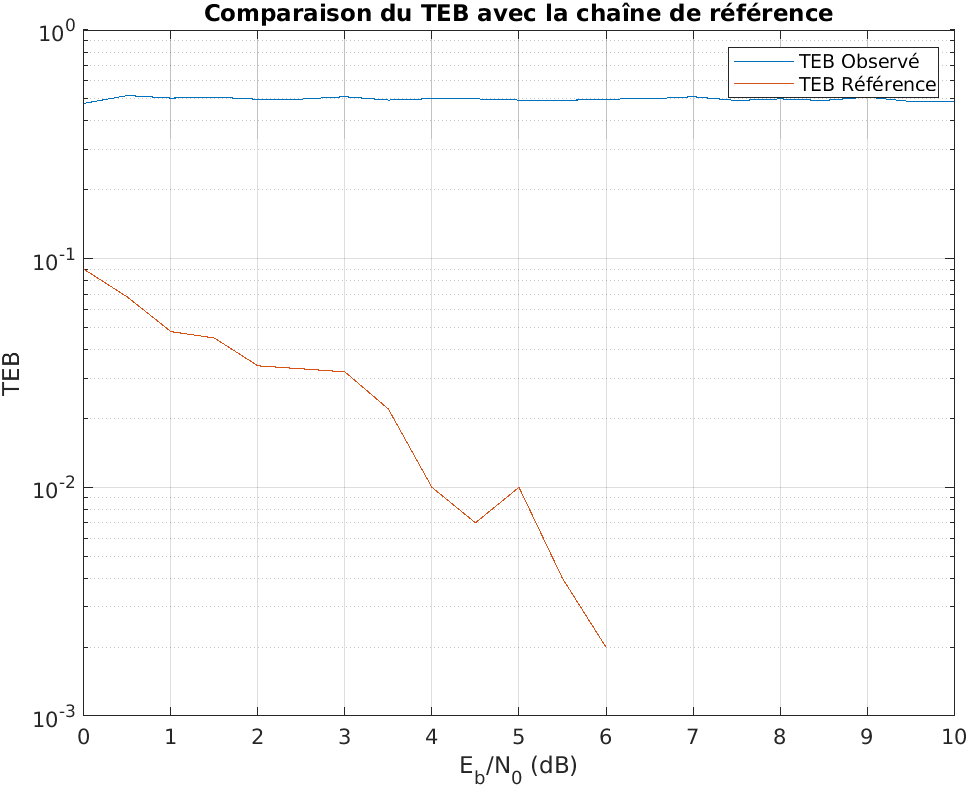 Comparaison du TEB avec la chaîne de référence
TEB Observé
TEB Référence
10^0
10^-1
10^-2
10^-3
TEB
0 1 2 3 4 5 6 7 8 9 10
E_b/N_0 (dB)